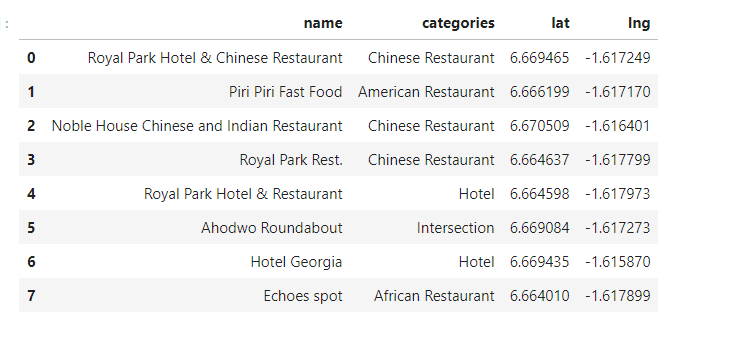 :
name categories lat lng
0 Royal Park Hotel & Chinese Restaurant Chinese Restaurant 6.669465 -1.617249
1 Piri Piri Fast Food American Restaurant 6.666199 -1.617170
2 Noble House Chinese and Indian Restaurant Chinese Restaurant 6.670509 -1.616401
3 Royal Park Rest. Chinese Restaurant 6.664637 -1.617799
4 Royal Park Hotel & Restaurant Hotel 6.664598 -1.617973
5 Ahodwo Roundabout Intersection 6.669084 -1.617273
6 Hotel Georgia Hotel 6.669435 -1.615870
7 Echoes spot African Restaurant 6.664010 -1.617899